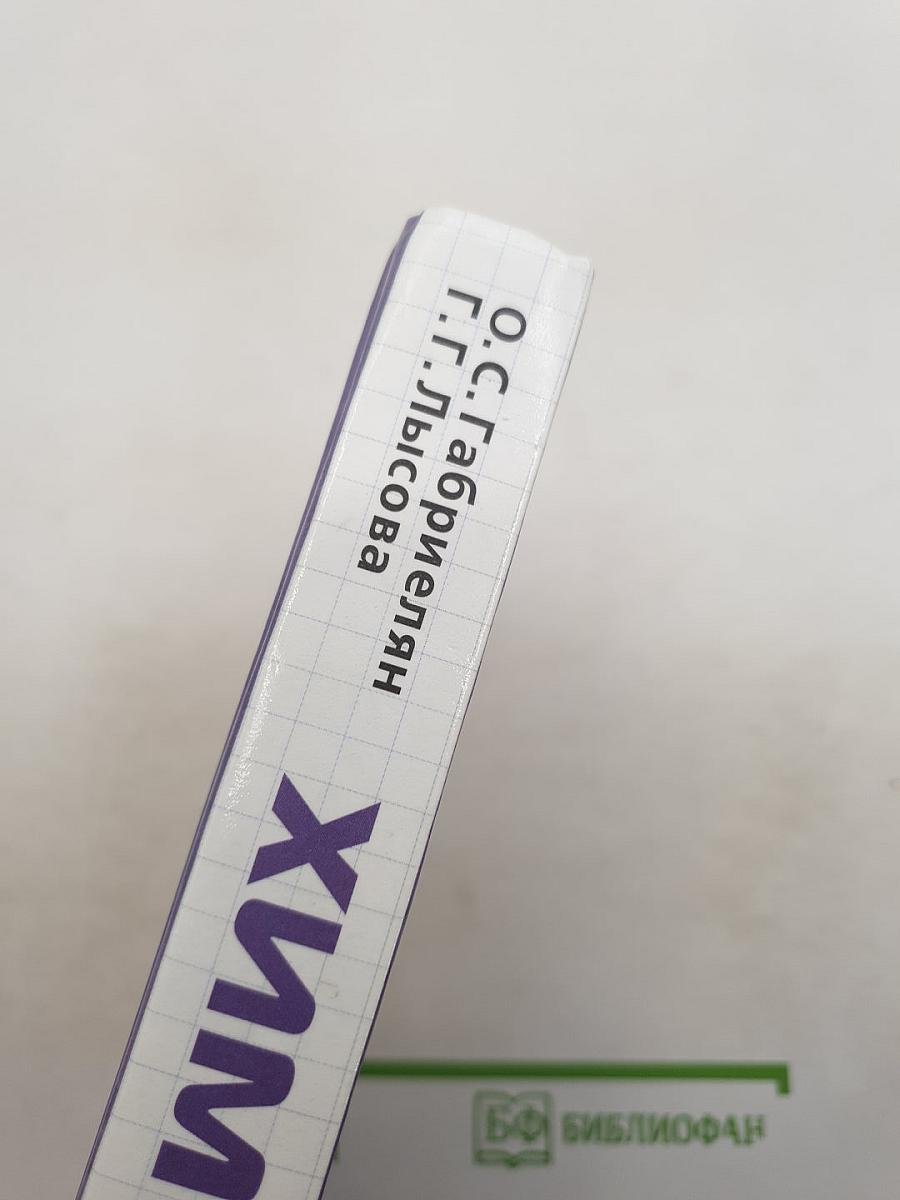 О.С.Габриелян
Г.Г.Лысова
ХИМ
БФ БИБЛИОФАН